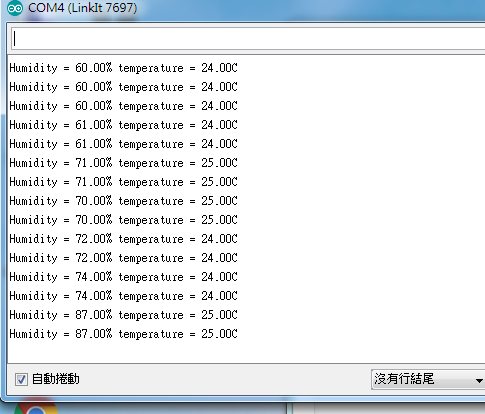 COM4 (LinkIt 7697)
Humidity = 60.00% temperature = 24.00C
Humidity = 60.00% temperature = 24.00C
Humidity = 60.00% temperature = 24.00C
Humidity = 61.00% temperature = 24.00C
Humidity = 61.00% temperature = 24.00C
Humidity = 71.00% temperature = 25.00C
Humidity = 71.00% temperature = 25.00C
Humidity = 70.00% temperature = 25.00C
Humidity = 70.00% temperature = 25.00C
Humidity = 72.00% temperature = 24.00C
Humidity = 72.00% temperature = 24.00C
Humidity = 74.00% temperature = 24.00C
Humidity = 74.00% temperature = 24.00C
Humidity = 87.00% temperature = 25.00C
Humidity = 87.00% temperature = 25.00C
自動捲動 沒有行結尾